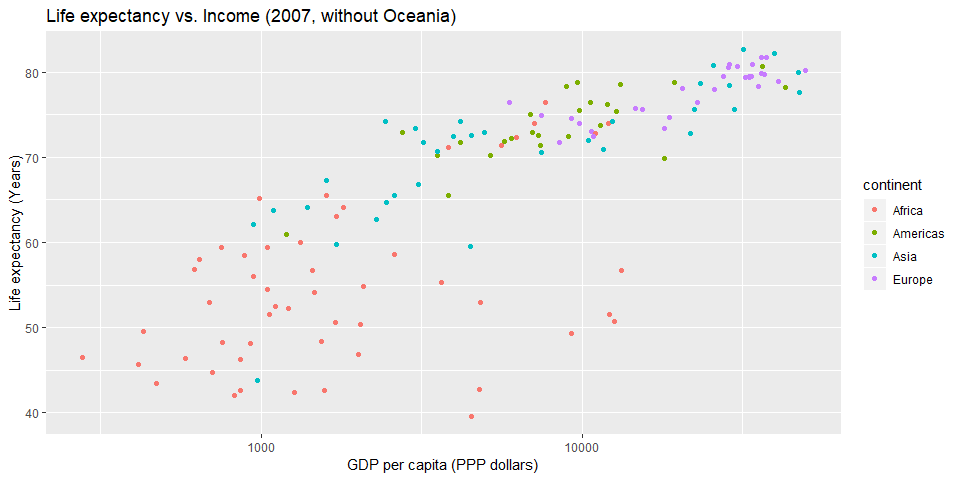 Life expectancy vs. Income (2007, without Oceania)
Life expectancy (Years)
80
70
60
50
40
1000
10000
GDP per capita (PPP dollars)
continent
Africa
Americas
Asia
Europe